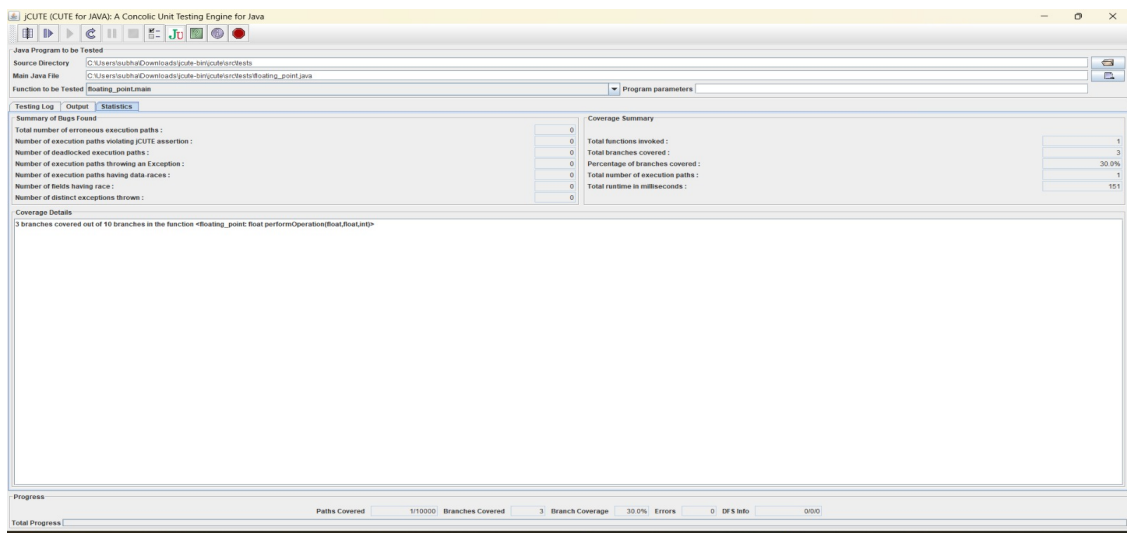 jCUTE (CUTE for JAVA): A Concolic Unit Testing Engine for Java
JU
Java Program to be Tested
Source Directory C:\Users\subha\Downloads\jcute-bin\jcute\src\tests
Main Java File C:\Users\subha\Downloads\jcute-bin\jcute\src\tests\floating_point.java
Function to be Tested floating_point.main Program parameters
Testing Log Output Statistics
Summary of Bugs Found
Total number of erroneous execution paths : 0
Number of execution paths violating jCUTE assertion : 0
Number of deadlocked execution paths : 0
Number of execution paths throwing an Exception : 0
Number of execution paths having data-races : 0
Number of fields having race : 0
Number of distinct exceptions thrown : 0
Coverage Summary
Total functions invoked : 1
Total branches covered : 3
Percentage of branches covered : 30.0%
Total number of execution paths : 1
Total runtime in milliseconds : 151
Coverage Details
3 branches covered out of 10 branches in the function <floating_point: float performOperation(float,float,int)>
Progress
Paths Covered 1/10000 Branches Covered 3 Branch Coverage 30.0% Errors 0 DFS Info 0/0/0
Total Progress